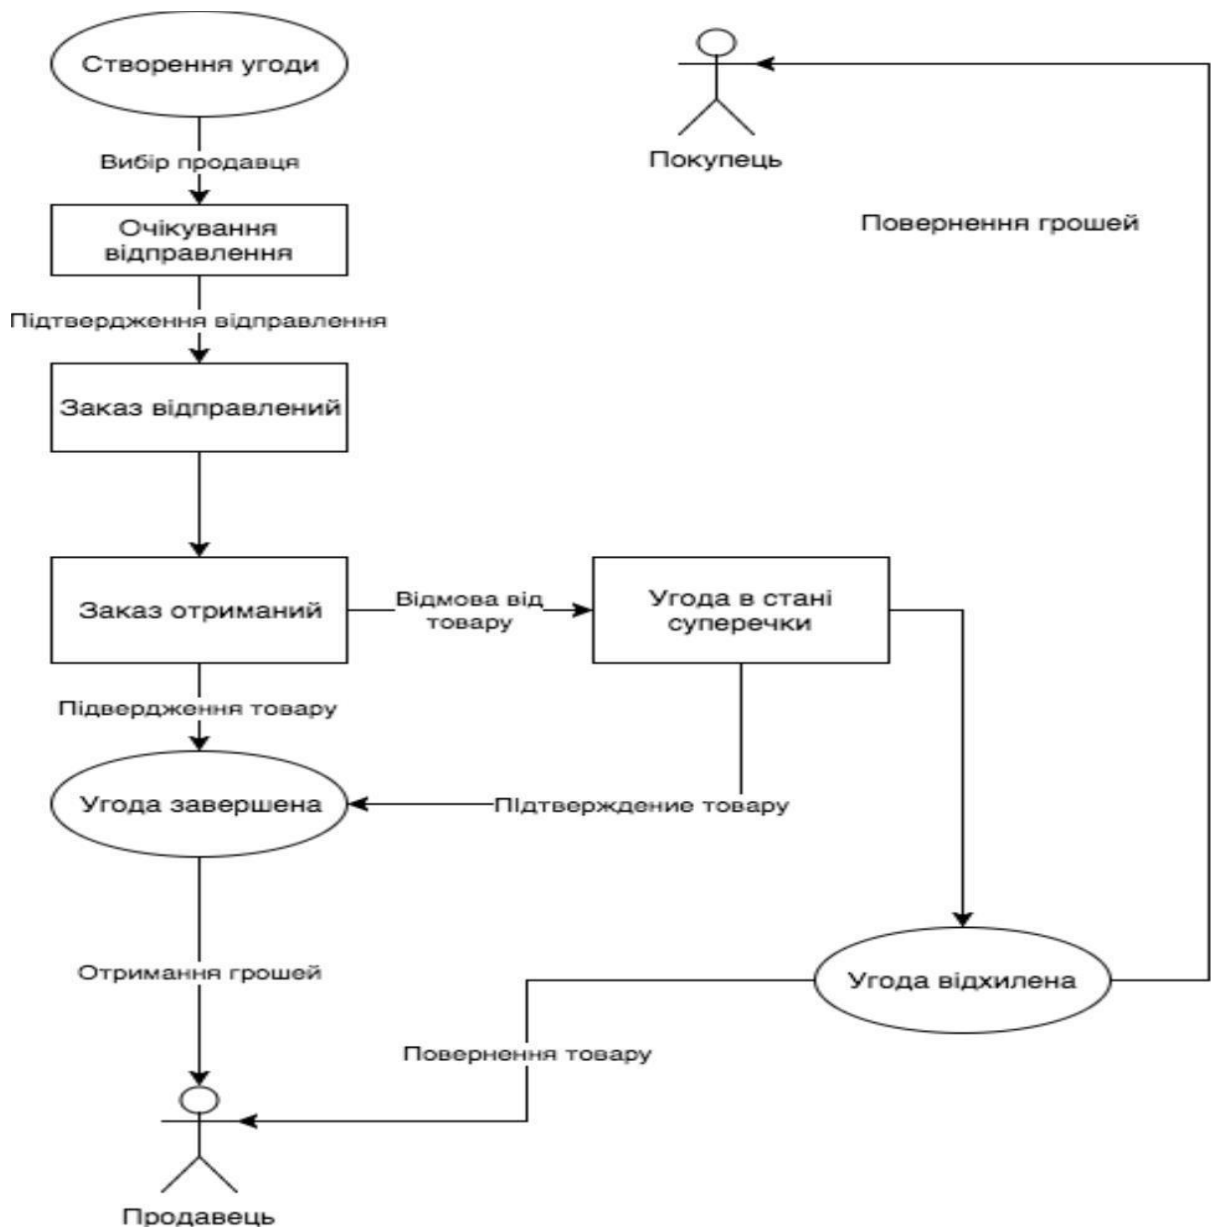 Створення угоди
Покупець
Вибір продавця
Очікування
відправлення
Повернення грошей
Підтвердження відправлення
Заказ відправлений
Заказ отриманий
Відмова від
товару
Угода в стані
суперечки
Підвердження товару
Угода завершена
ПІдтверждение товару
Отримання грошей
Угода відхилена
Повернення товару
Продавець